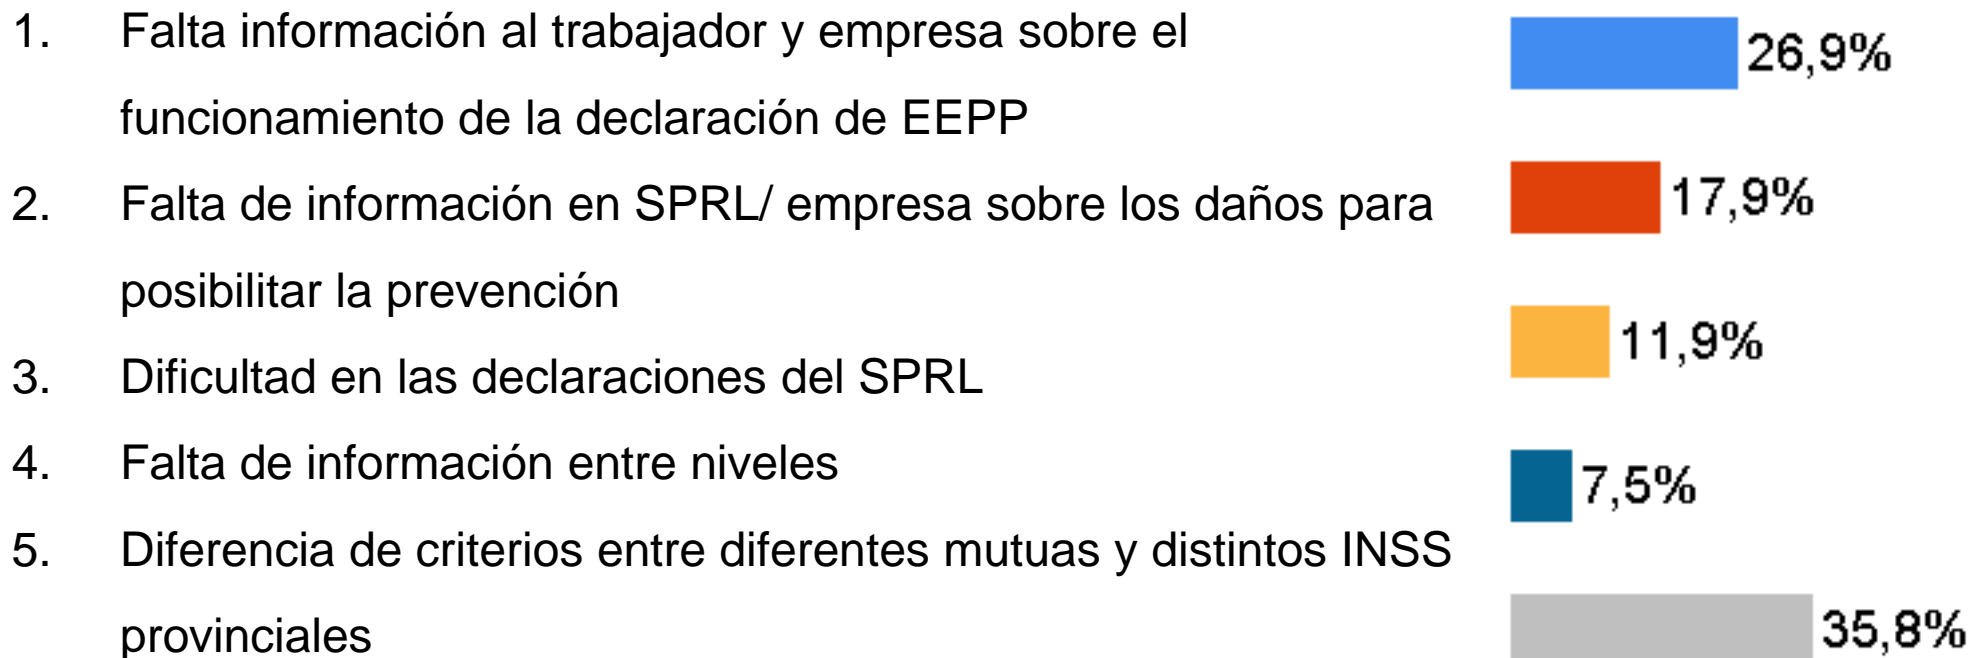 1. Falta información al trabajador y empresa sobre el
funcionamiento de la declaración de EEPP
2. Falta de información en SPRL/ empresa sobre los daños para
posibilitar la prevención
3. Dificultad en las declaraciones del SPRL
4. Falta de información entre niveles
5. Diferencia de criterios entre diferentes mutuas y distintos INSS
provinciales
26,9%
17,9%
11,9%
7,5%
35,8%